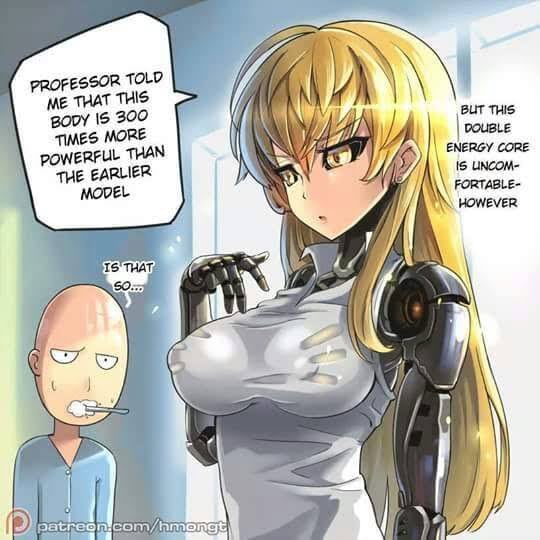 PROFESSOR TOLD
ME THAT THIS
BODY IS 300
TIMES MORE
POWERFUL THAN
THE EARLIER
MODEL
BUT THIS
DOUBLE
ENERGY CORE
IS UNCOM-
FORTABLE-
HOWEVER
IS THAT
SO...
patreon.com/hmongt